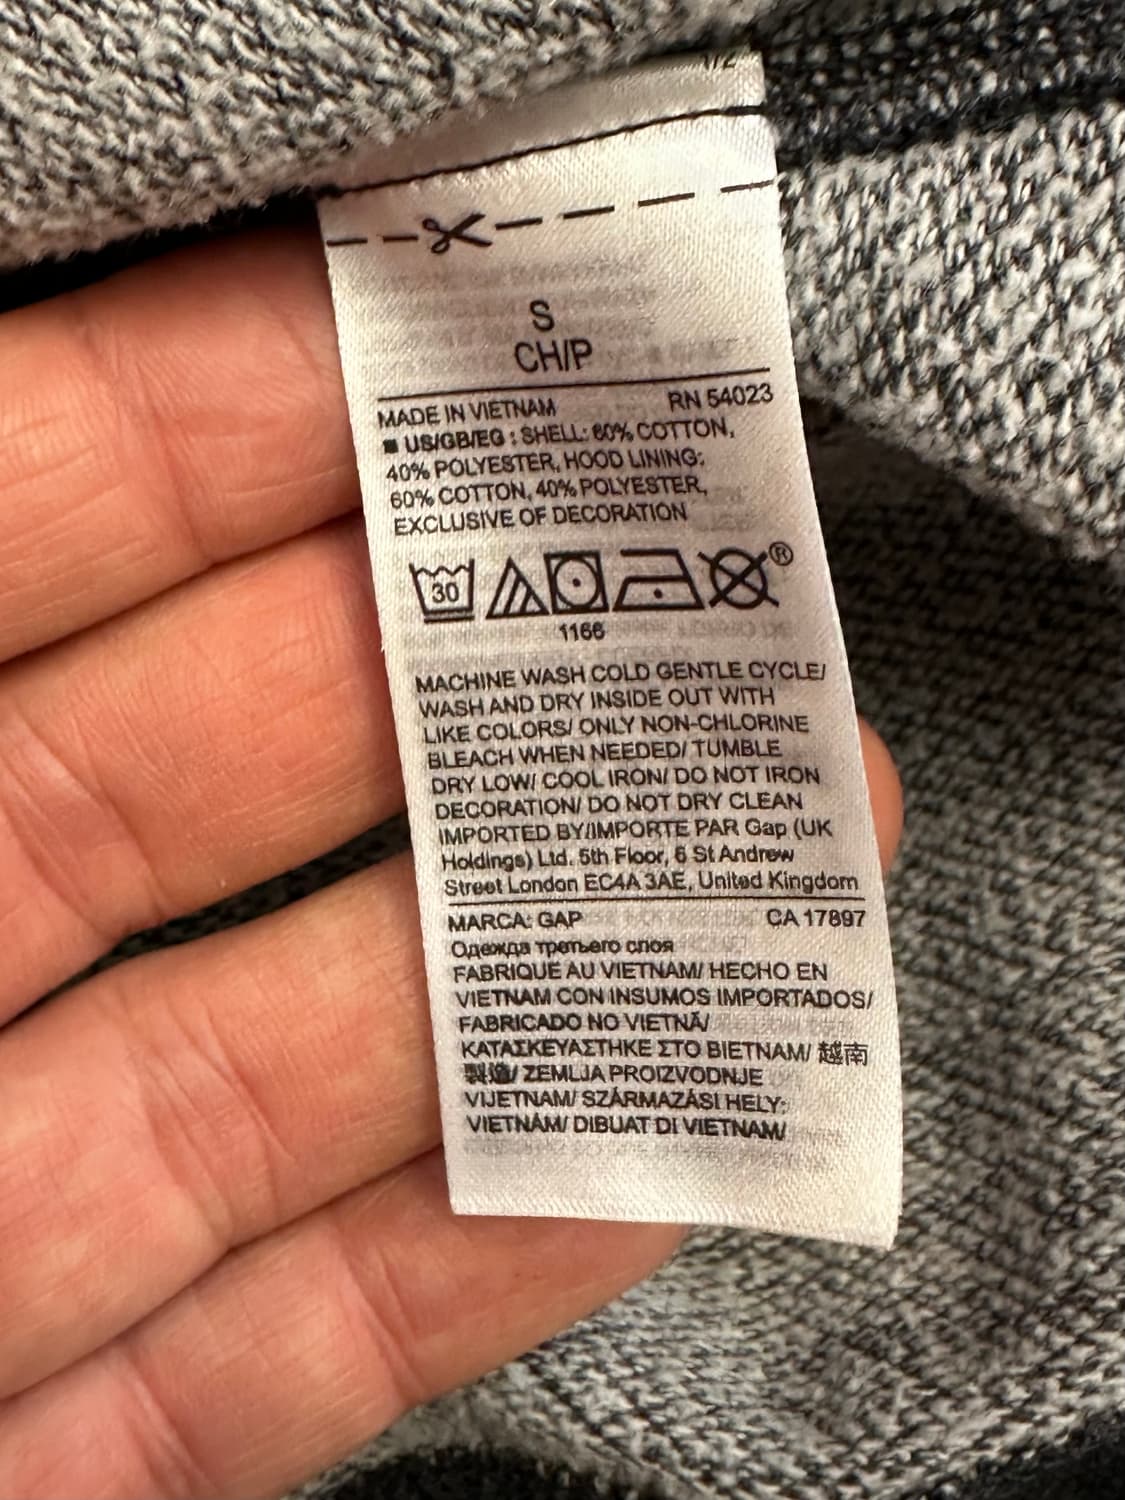 1/2
S
CH/P
MADE IN VIETNAM RN 54023
■ US/GB/EG : SHELL: 60% COTTON,
40% POLYESTER, HOOD LINING:
60% COTTON, 40% POLYESTER,
EXCLUSIVE OF DECORATION
30 ®
1166
MACHINE WASH COLD GENTLE CYCLE/
WASH AND DRY INSIDE OUT WITH
LIKE COLORS/ ONLY NON-CHLORINE
BLEACH WHEN NEEDED/ TUMBLE
DRY LOW/ COOL IRON/ DO NOT IRON
DECORATION/ DO NOT DRY CLEAN
IMPORTED BY/IMPORTE PAR Gap (UK
Holdings) Ltd. 5th Floor, 6 St Andrew
Street London EC4A 3AE, United Kingdom
MARCA: GAP CA 17897
Одежда третьего слоя
FABRIQUE AU VIETNAM/ HECHO EN
VIETNAM CON INSUMOS IMPORTADOS/
FABRICADO NO VIETNÃ/
ΚΑΤΑΣΚΕΥΑΣΤΗΚΕ ΣΤΟ ΒΙΕΤΝΑΜ/ 越南
製造/ ZEMLJA PROIZVODNJE
VIJETNAM/ SZÁRMAZÁSI HELY:
VIETNÁM/ DIBUAT DI VIETNAM/